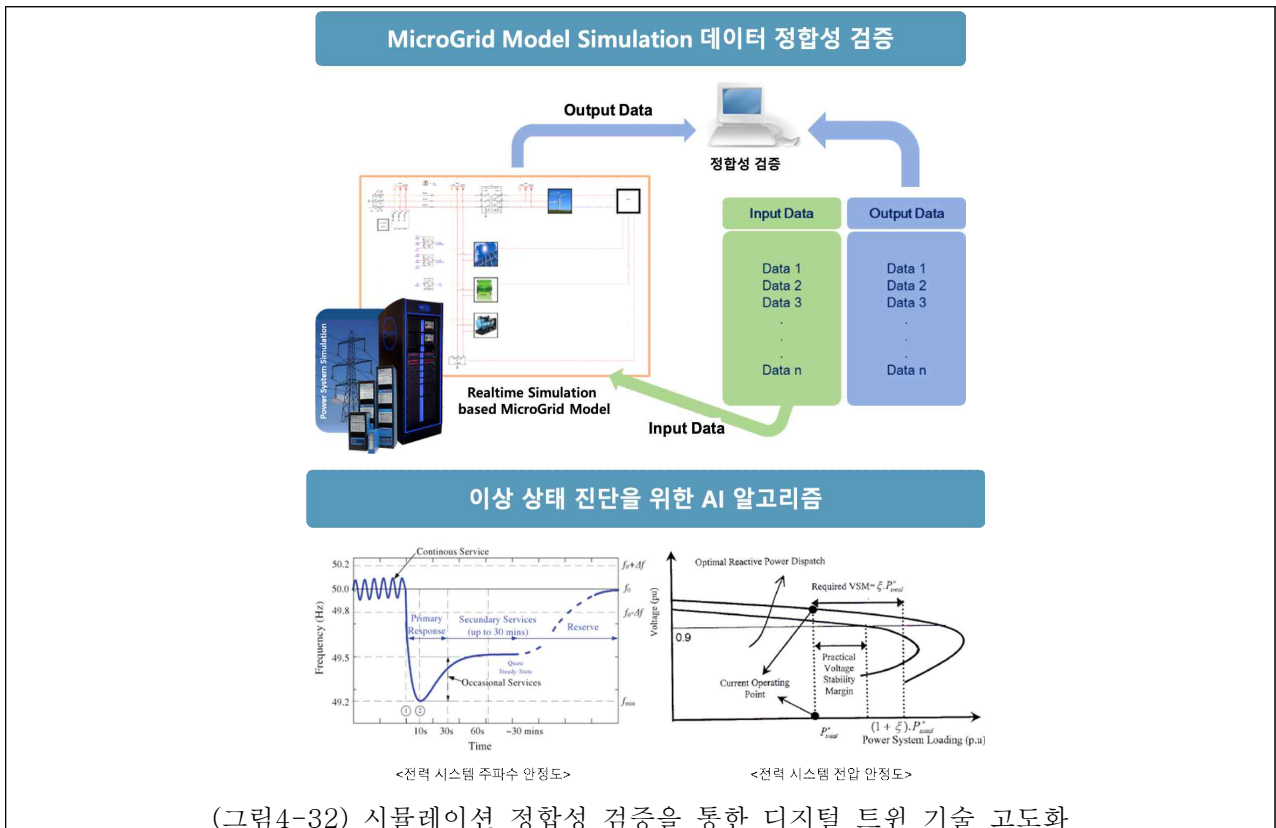 MicroGrid Model Simulation 데이터 정합성 검증
Output Data
정합성 검증
Input Data
Output Data
Data 1
Data 2
Data 3
.
.
.
Data n
Data 1
Data 2
Data 3
.
.
.
Data n
Power System Simulation
Realtime Simulation
based MicroGrid Model
Input Data
이상 상태 진단을 위한 AI 알고리즘
Continous Service
50.2
50.0
49.8
49.5
49.2
Frequency (Hz)
f₀+Δf
f₀
f₀-Δf
fmin
Primary
Response
Secundary Services
(up to 30 mins)
Reserve
Quasi
Steady State
Occasional Services
① ②
10s 30s 60s ~30 mins
Time
<전력 시스템 주파수 안정도>
Optimal Reactive Power Dispatch
Required VSM=ξ.P*total
Voltage (pu)
0.9
Practical
Voltage
Stability
Margin
Current Operating
Point
P*total
(1 + ξ).P*total
Power System Loading (p.u)
<전력 시스템 전압 안정도>
(그림4-32) 시뮬레이션 정합성 검증을 통한 디지털 트윈 기술 고도화